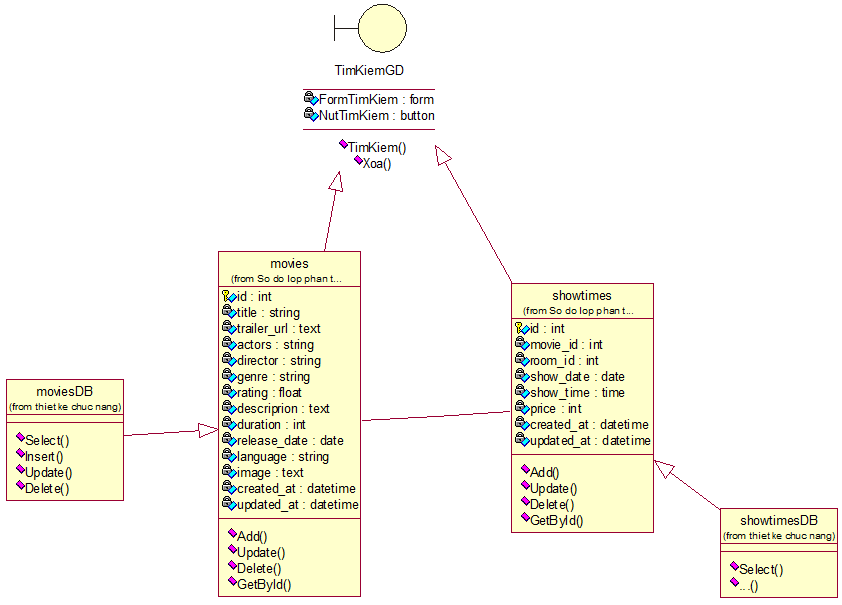 TimKiemGD
FormTimKiem : form
NutTimKiem : button
TimKiem()
Xoa()
movies
(from So do lop phan t...
id : int
title : string
trailer_url : text
actors : string
director : string
genre : string
rating : float
descriprion : text
duration : int
release_date : date
language : string
image : text
created_at : datetime
updated_at : datetime
Add()
Update()
Delete()
GetById()
showtimes
(from So do lop phan t...
id : int
movie_id : int
room_id : int
show_date : date
show_time : time
price : int
created_at : datetime
updated_at : datetime
Add()
Update()
Delete()
GetById()
moviesDB
(from thiet ke chuc nang)
Select()
Insert()
Update()
Delete()
showtimesDB
(from thiet ke chuc nang)
Select()
...()